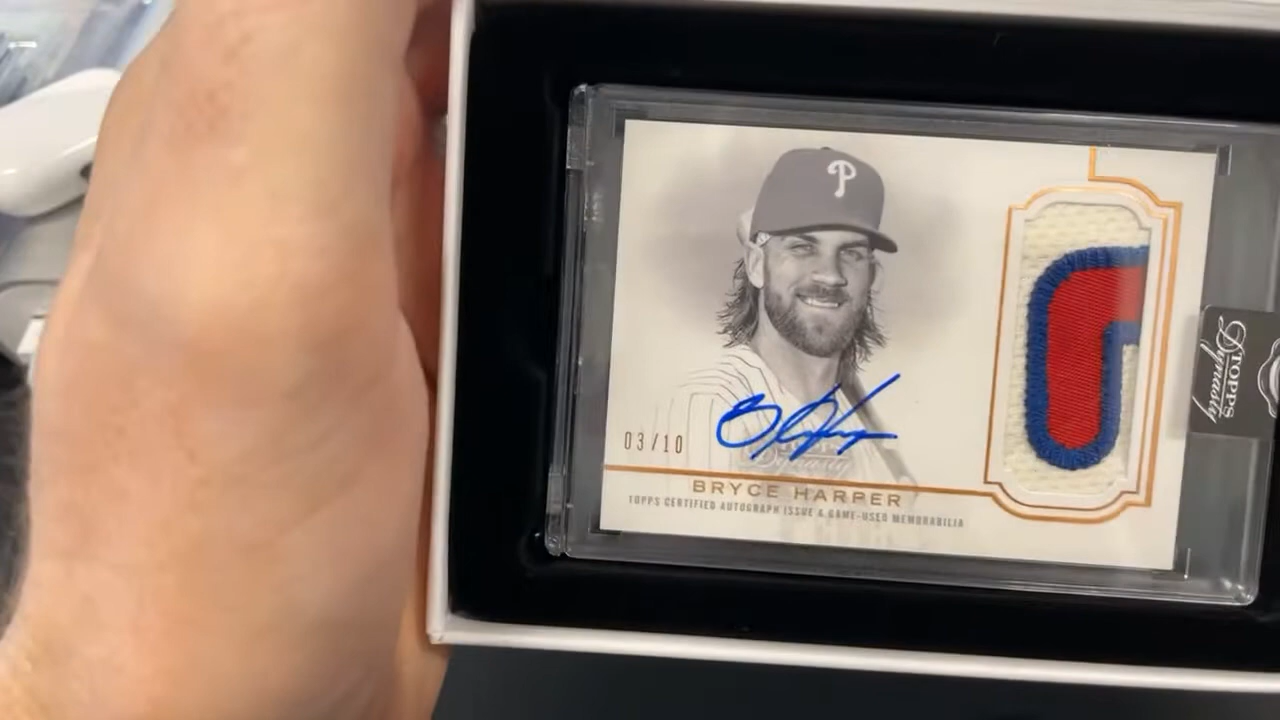 P
03/10
BRYCE HARPER
TOPPS CERTIFIED AUTOGRAPH ISSUE & GAME-USED MEMORABILIA
TOPPS
Dynasty